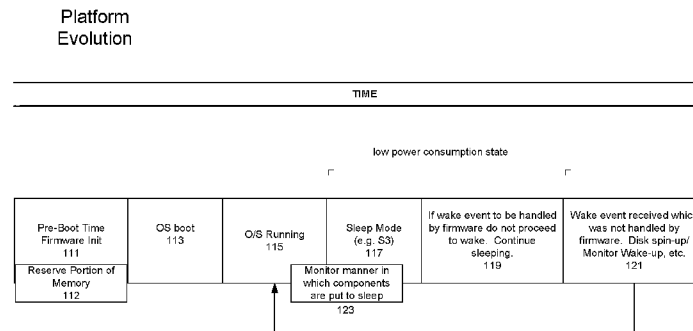 Platform
Evolution
TIME
low power consumption state
Pre-Boot Time
Firmware Init
111
Reserve Portion of
Memory
112
OS boot
113
O/S Running
115
Sleep Mode
(e.g. S3)
117
Monitor manner in
which components
are put to sleep
123
If wake event to be handled
by firmware do not proceed
to wake. Continue
sleeping.
119
Wake event received which
was not handled by
firmware. Disk spin-up/
Monitor Wake-up, etc.
121